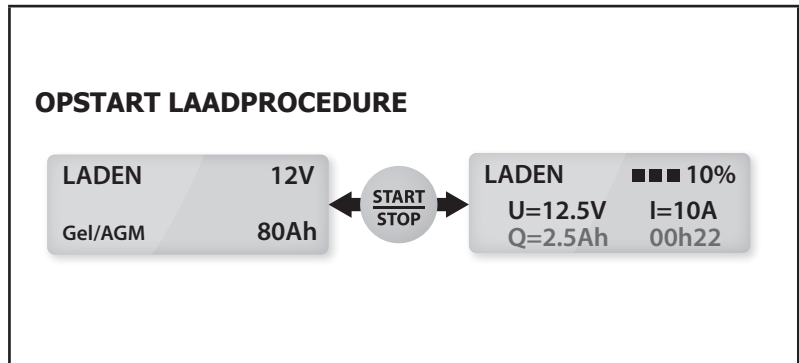 OPSTART LAADPROCEDURE
LADEN 12V
Gel/AGM 80Ah
START
STOP
LADEN ■■■ 10%
U=12.5V I=10A
Q=2.5Ah 00h22